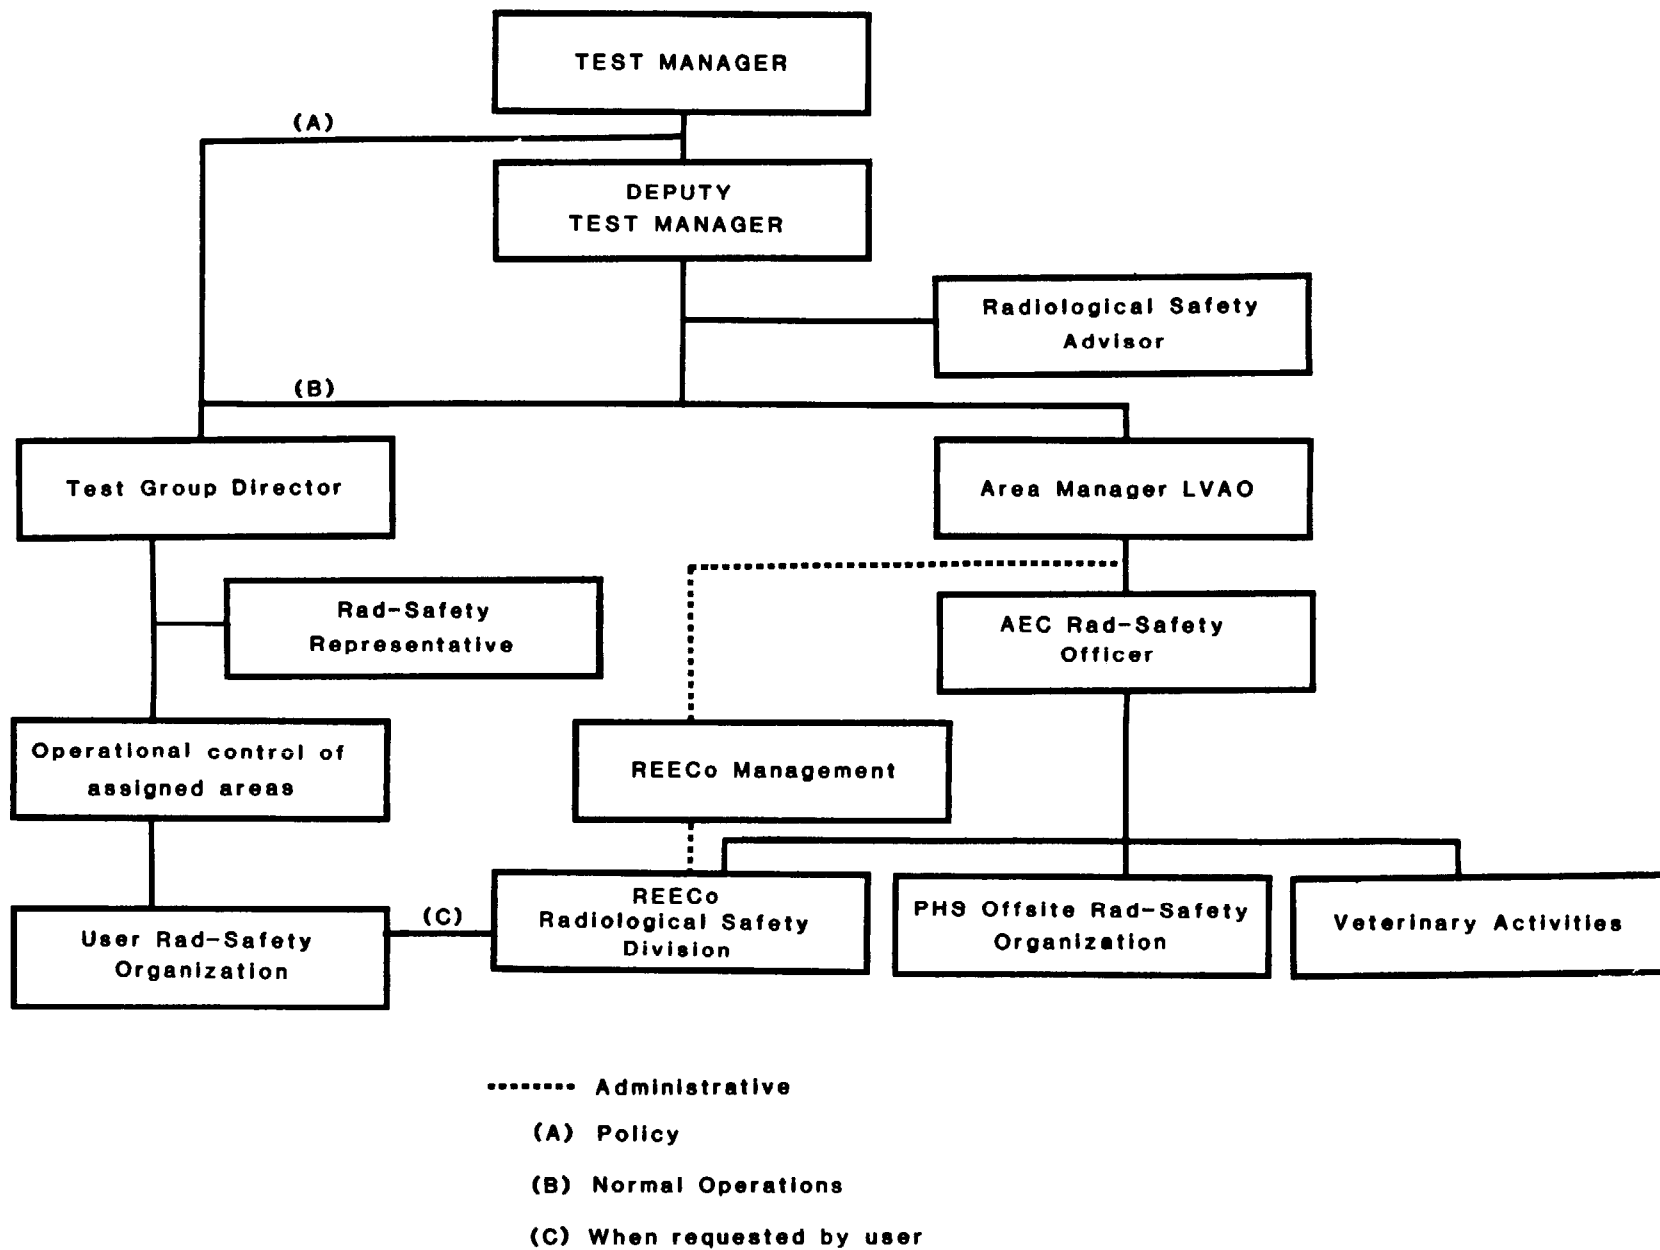 TEST MANAGER
(A)
DEPUTY
TEST MANAGER
Radiological Safety
Advisor
(B)
Test Group Director
Area Manager LVAO
Rad-Safety
Representative
AEC Rad-Safety
Officer
Operational control of
assigned areas
REECo Management
User Rad-Safety
Organization
(C)
REECo
Radiological Safety
Division
PHS Offsite Rad-Safety
Organization
Veterinary Activities
Administrative
(A) Policy
(B) Normal Operations
(C) When requested by user